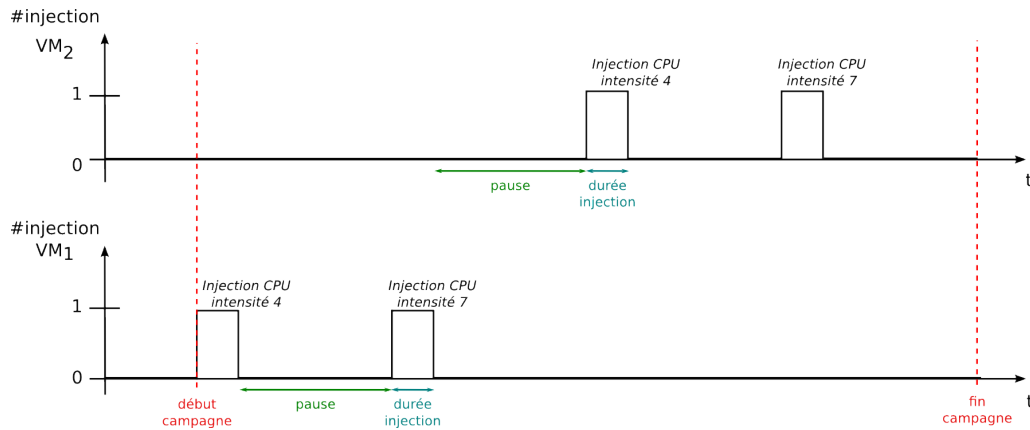 #injection
VM2
Injection CPU
intensité 4
Injection CPU
intensité 7
1
0
t
pause
durée
injection
#injection
VM1
Injection CPU
intensité 4
Injection CPU
intensité 7
1
0
t
début
campagne
pause
durée
injection
fin
campagne